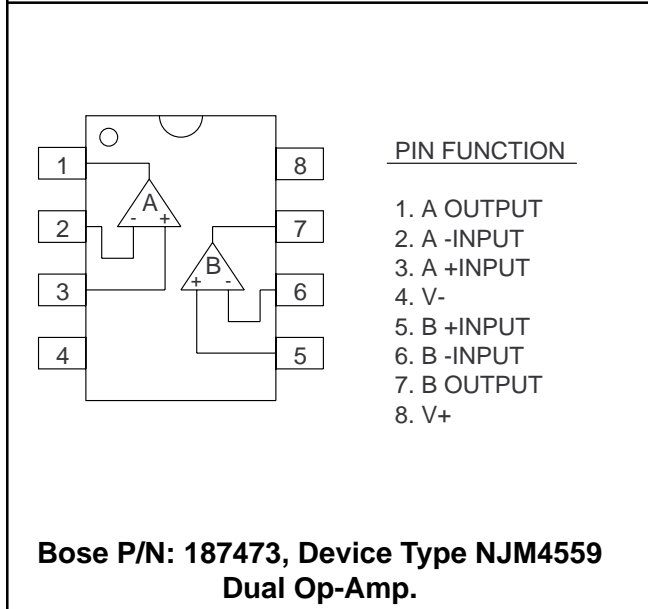 1
2
3
4
8
7
6
5
A
- +
B
+ -
PIN FUNCTION
1. A OUTPUT
2. A -INPUT
3. A +INPUT
4. V-
5. B +INPUT
6. B -INPUT
7. B OUTPUT
8. V+
Bose P/N: 187473, Device Type NJM4559
Dual Op-Amp.